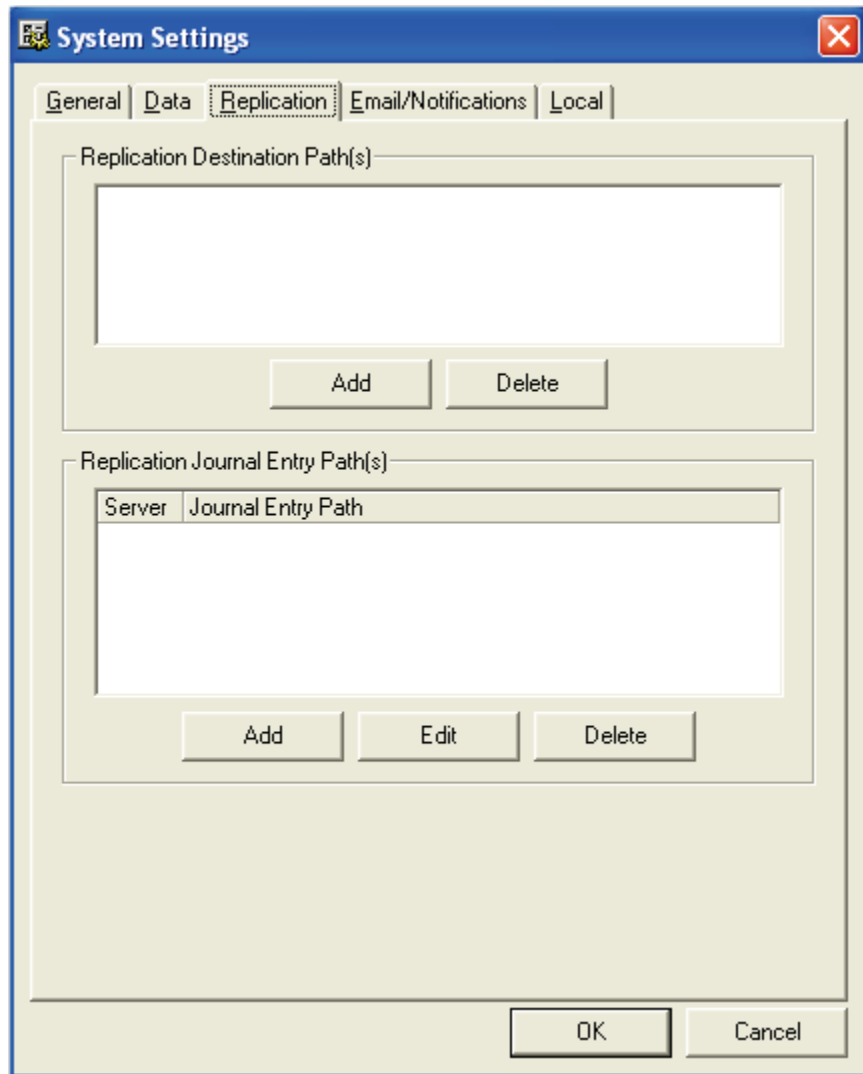 System Settings
General Data Replication Email/Notifications Local
Replication Destination Path(s)
Add Delete
Replication Journal Entry Path(s)
Server Journal Entry Path
Add Edit Delete
OK Cancel